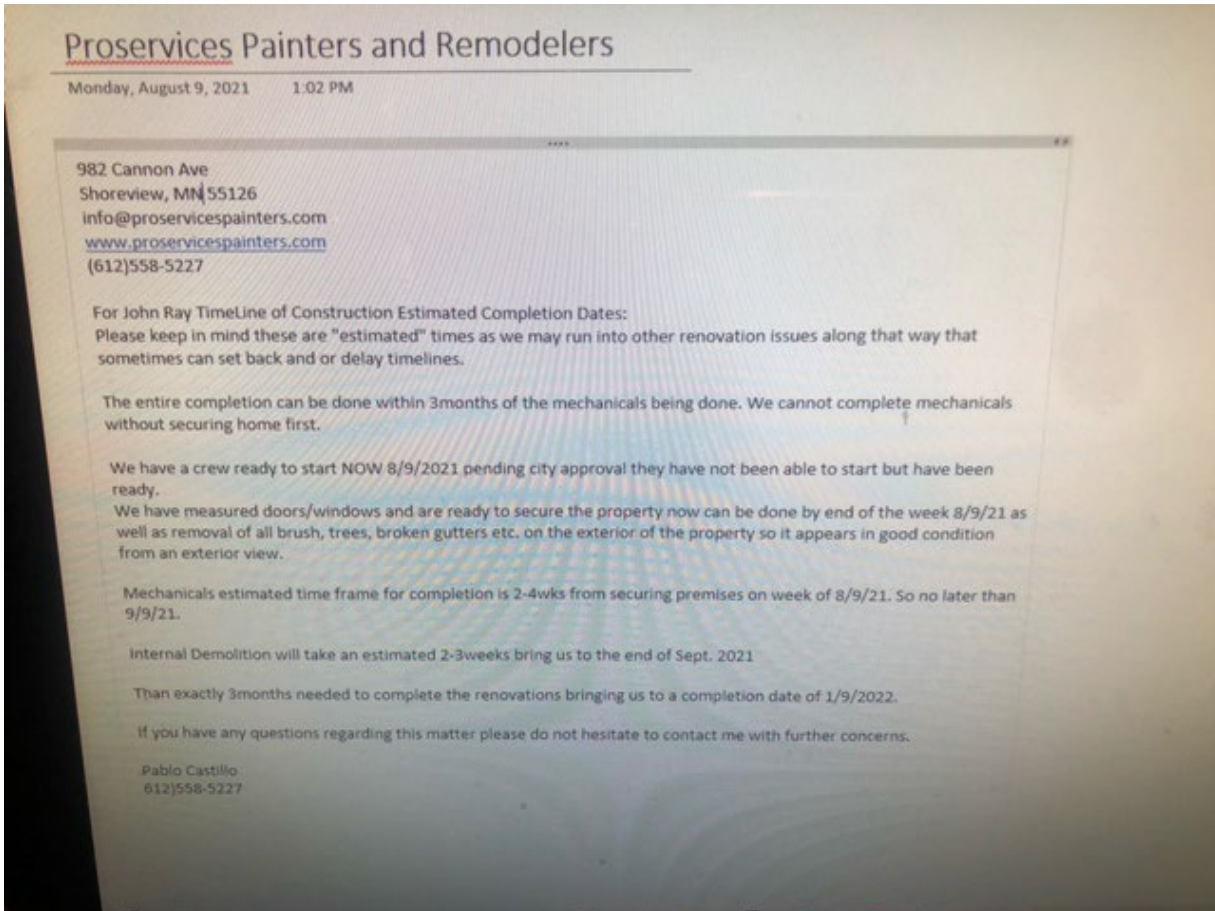 Proservices Painters and Remodelers
Monday, August 9, 2021 1:02 PM
982 Cannon Ave
Shoreview, MN 55126
info@proservicespainters.com
www.proservicespainters.com
(612)558-5227
For John Ray TimeLine of Construction Estimated Completion Dates:
Please keep in mind these are "estimated" times as we may run into other renovation issues along that way that
sometimes can set back and or delay timelines.
The entire completion can be done within 3months of the mechanicals being done. We cannot complete mechanicals
without securing home first.
We have a crew ready to start NOW 8/9/2021 pending city approval they have not been able to start but have been
ready.
We have measured doors/windows and are ready to secure the property now can be done by end of the week 8/9/21 as
well as removal of all brush, trees, broken gutters etc. on the exterior of the property so it appears in good condition
from an exterior view.
Mechanicals estimated time frame for completion is 2-4wks from securing premises on week of 8/9/21. So no later than
9/9/21.
Internal Demolition will take an estimated 2-3weeks bring us to the end of Sept. 2021
Than exactly 3months needed to complete the renovations bringing us to a completion date of 1/9/2022.
If you have any questions regarding this matter please do not hesitate to contact me with further concerns.
Pablo Castillo
612)558-5227